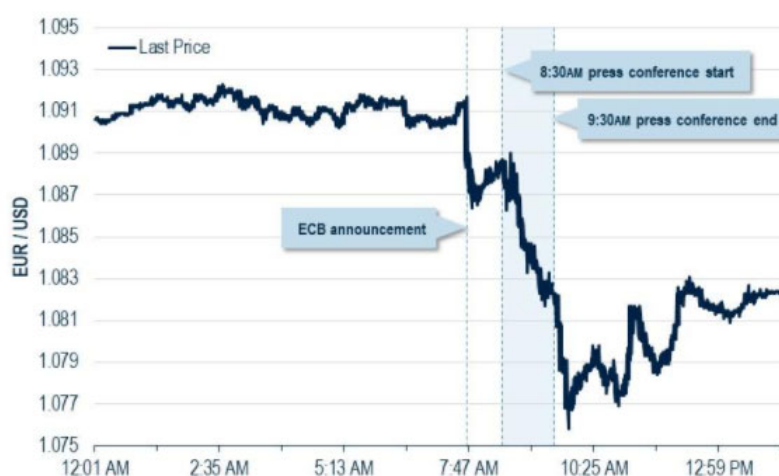 1.095
Last Price
1.093
8:30AM press conference start
1.091
9:30AM press conference end
1.089
1.087
ECB announcement
1.085
EUR / USD
1.083
1.081
1.079
1.077
1.075
12:01 AM 2:35 AM 5:13 AM 7:47 AM 10:25 AM 12:59 PM